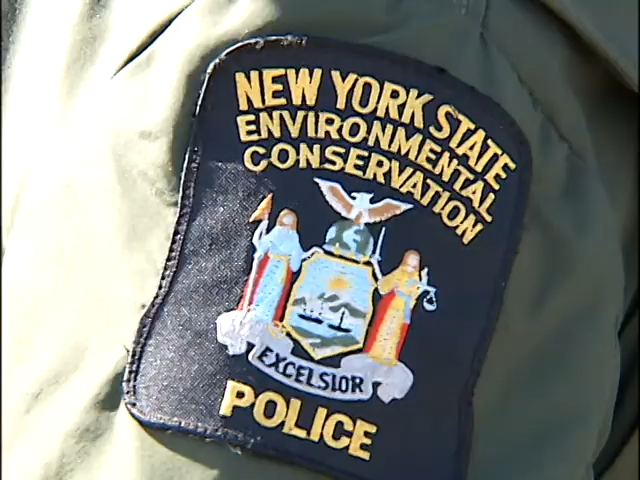 NEW YORK STATE
ENVIRONMENTAL
CONSERVATION
EXCELSIOR
POLICE